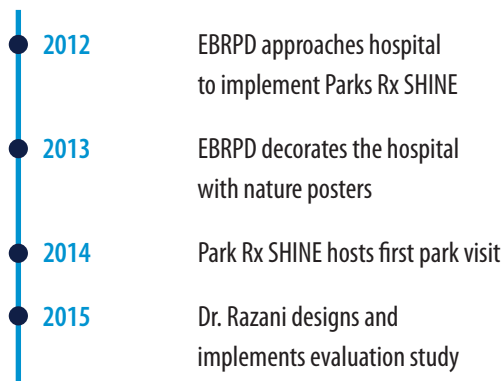 2012 EBRPD approaches hospital
to implement Parks Rx SHINE
2013 EBRPD decorates the hospital
with nature posters
2014 Park Rx SHINE hosts first park visit
2015 Dr. Razani designs and
implements evaluation study